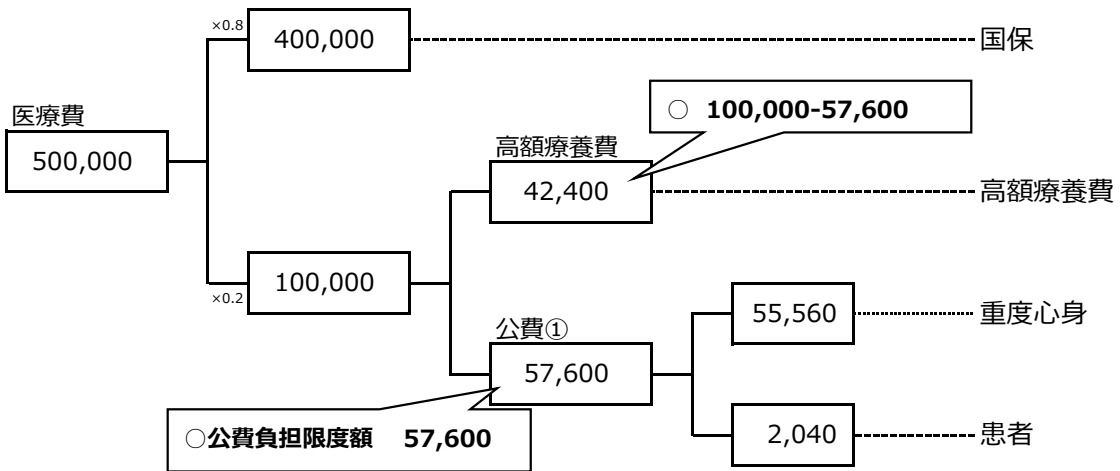 ×0.8
400,000
国保
医療費
500,000
○ 100,000-57,600
高額療養費
42,400
高額療養費
×0.2
100,000
55,560
重度心身
公費①
57,600
○公費負担限度額 57,600
2,040
患者